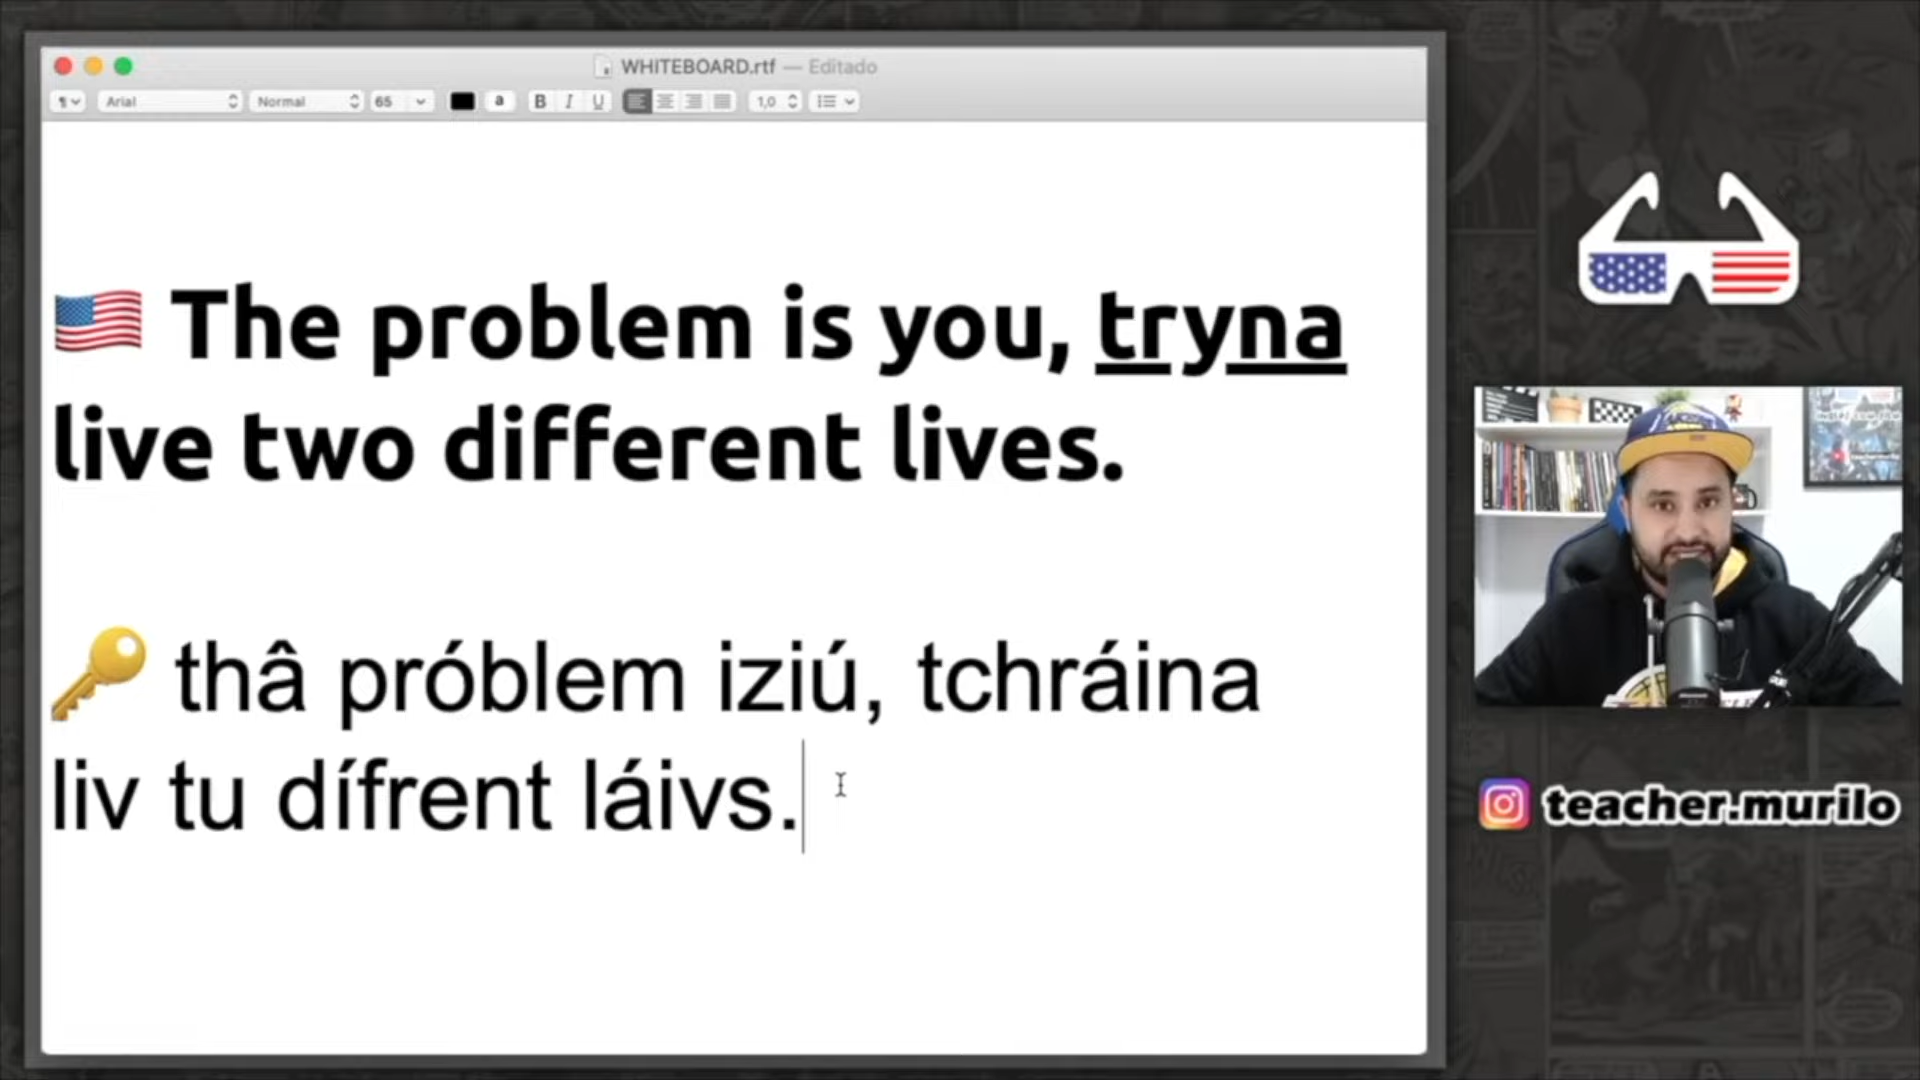 WHITEBOARD.rtf — Editado
¶ Arial Normal 65 a B I U 1,0
The problem is you, tryna
live two different lives.
thâ próblem iziú, tchráina
liv tu dífrent láivs.
teacher.murilo